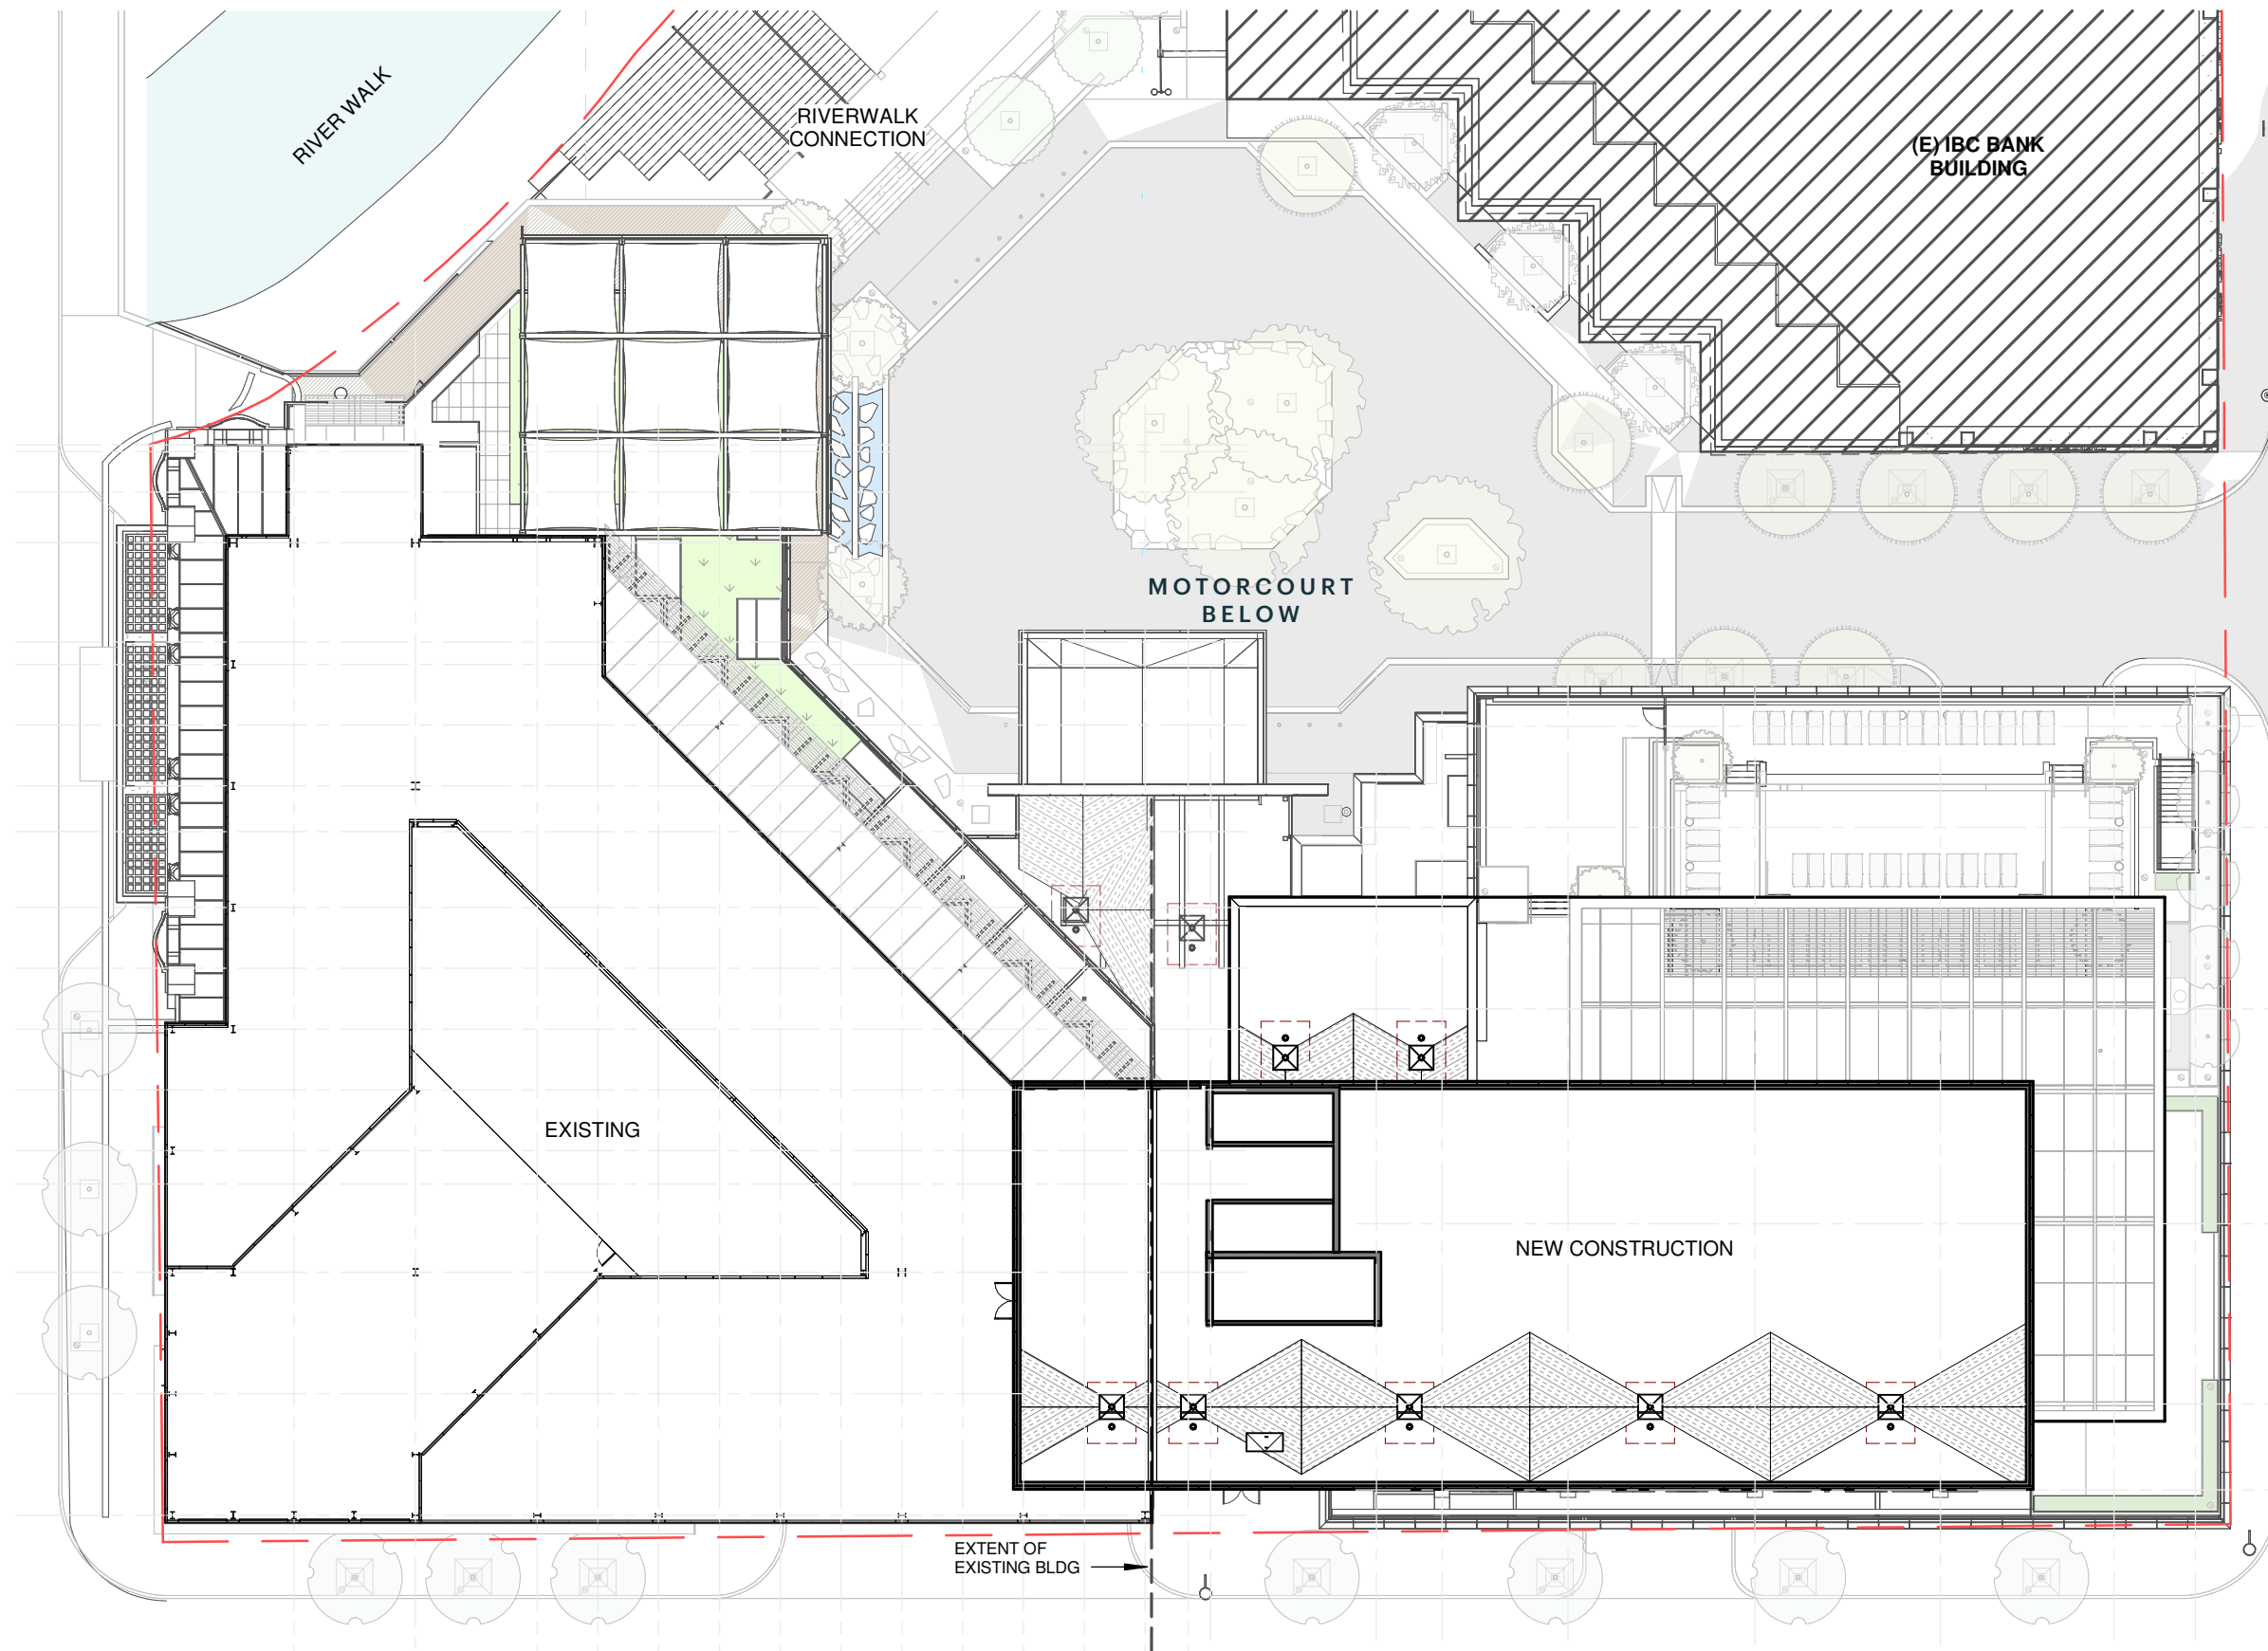 RIVER WALK
RIVERWALK
CONNECTION
(E) IBC BANK
BUILDING
MOTORCOURT
BELOW
EXISTING
NEW CONSTRUCTION
EXTENT OF
EXISTING BLDG